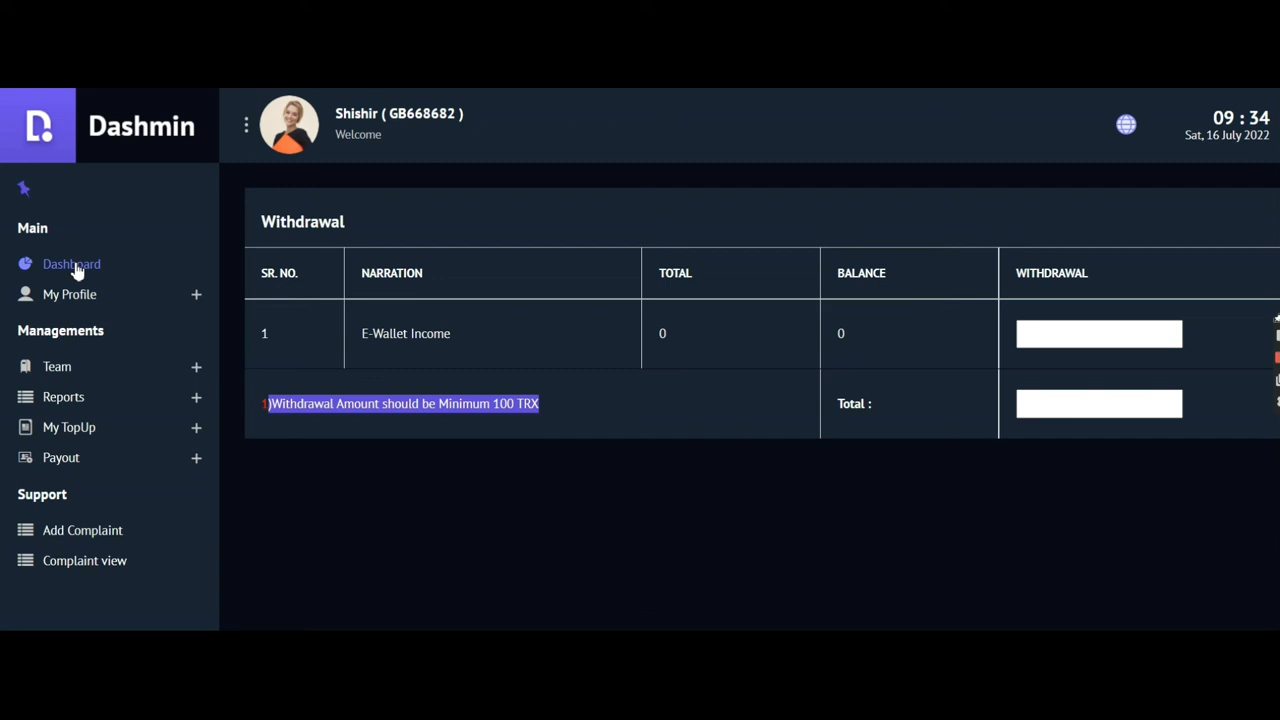 D.
Dashmin
Shishir ( GB668682 )
Welcome
09 : 34
Sat, 16 July 2022
Main
Dashboard
My Profile +
Managements
Team +
Reports +
My TopUp +
Payout +
Support
Add Complaint
Complaint view
Withdrawal
SR. NO. NARRATION TOTAL BALANCE WITHDRAWAL
1 E-Wallet Income 0 0
1)Withdrawal Amount should be Minimum 100 TRX Total :